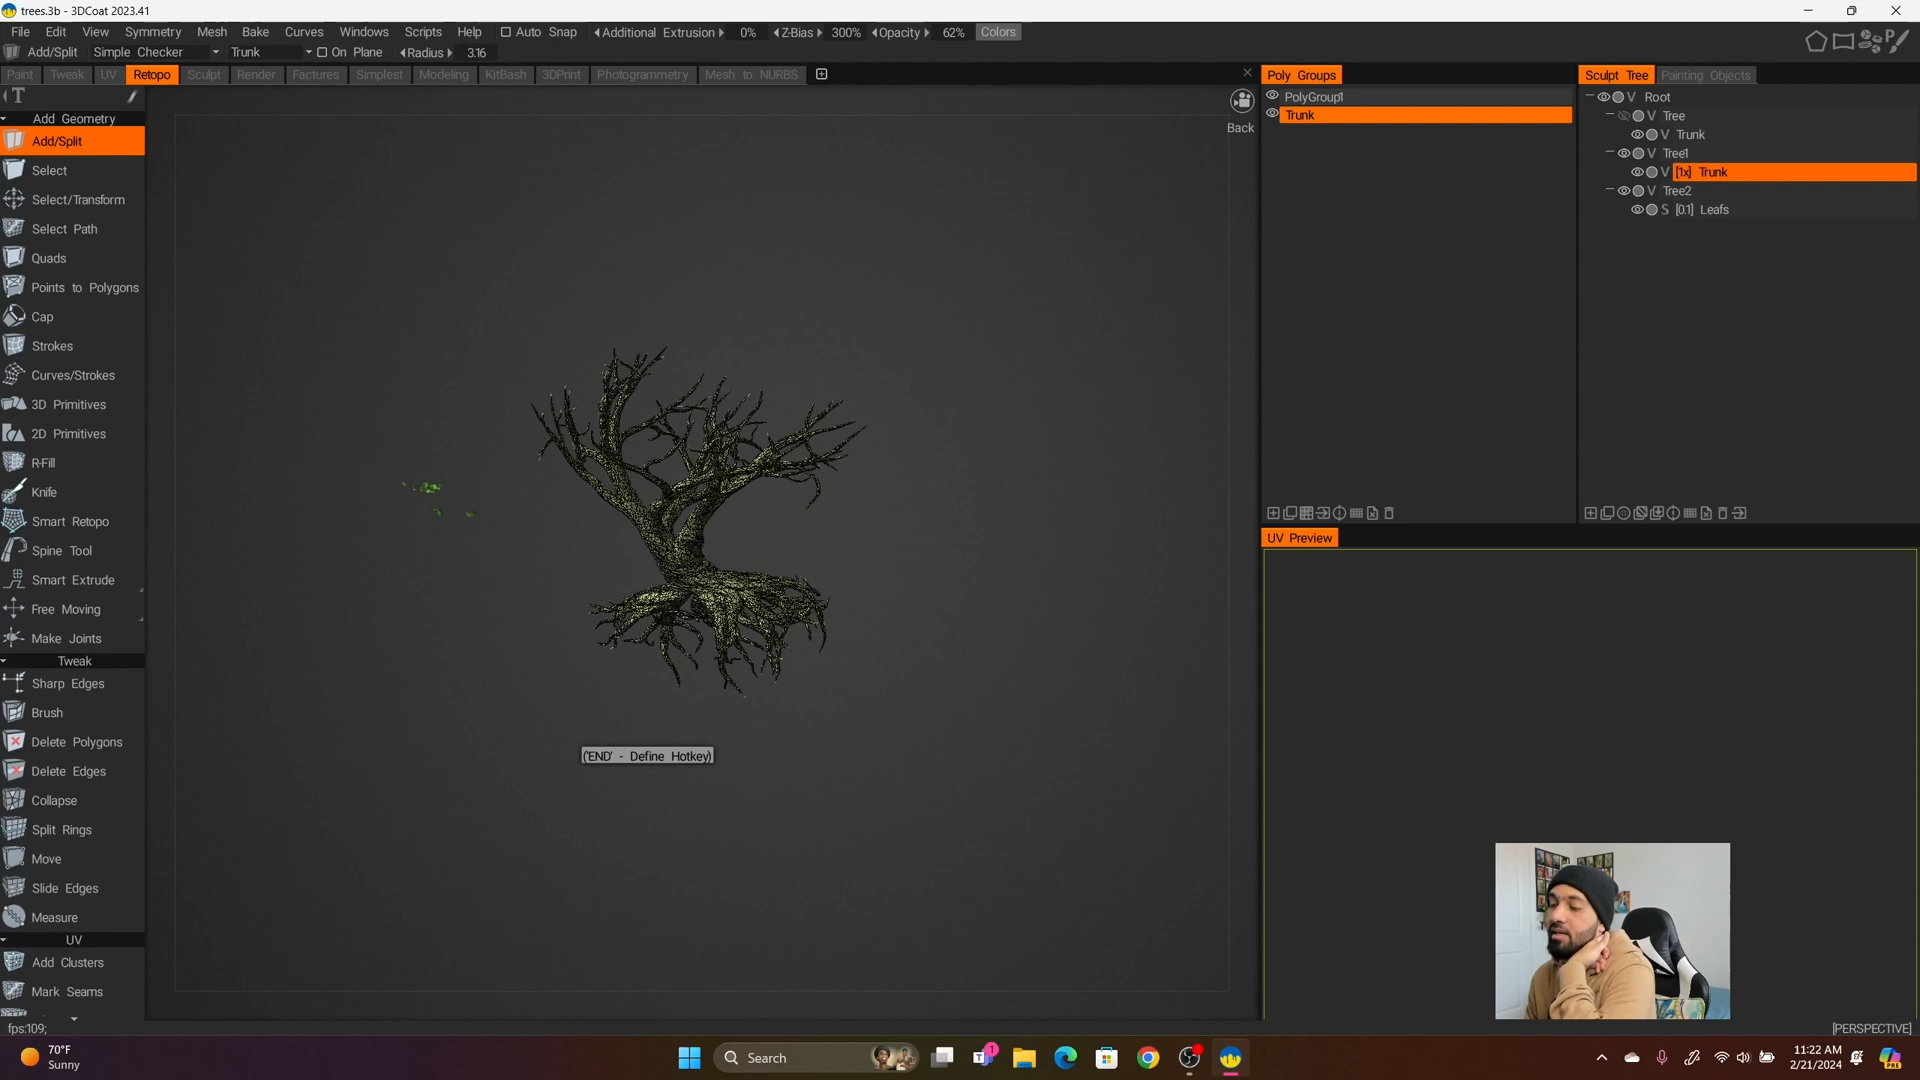 trees.3b - 3DCoat 2023.41
File Edit View Symmetry Mesh Bake Curves Windows Scripts Help Auto Snap Additional Extrusion 0% Z-Bias 300% Opacity 62% Colors
Add/Split Simple Checker Trunk On Plane Radius 3.16
Paint Tweak UV Retopo Sculpt Render Factures Simplest Modeling KitBash 3DPrint Photogrammetry Mesh to NURBS
T
Add Geometry
Add/Split
Select
Select/Transform
Select Path
Quads
Points to Polygons
Cap
Strokes
Curves/Strokes
3D Primitives
2D Primitives
R-Fill
Knife
Smart Retopo
Spine Tool
Smart Extrude
Free Moving
Make Joints
Tweak
Sharp Edges
Brush
Delete Polygons
Delete Edges
Collapse
Split Rings
Move
Slide Edges
Measure
UV
Add Clusters
Mark Seams
fps:109;
Back
('END' - Define Hotkey)
Poly Groups
PolyGroup1
Trunk
Sculpt Tree Painting Objects
V Root
V Tree
V Trunk
V Tree1
V [1x] Trunk
V Tree2
S [0.1] Leafs
UV Preview
[PERSPECTIVE]
70°F
Sunny
Search
1
11:22 AM
2/21/2024
PRE